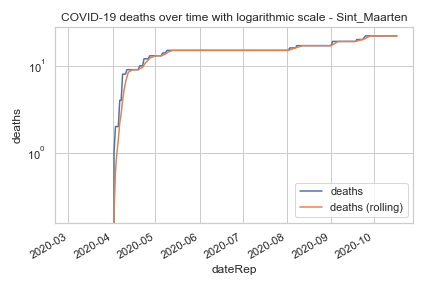 COVID-19 deaths over time with logarithmic scale - Sint_Maarten
deaths
10¹
10⁰
deaths
deaths (rolling)
2020-03
2020-04
2020-05
2020-06
2020-07
2020-08
2020-09
2020-10
dateRep